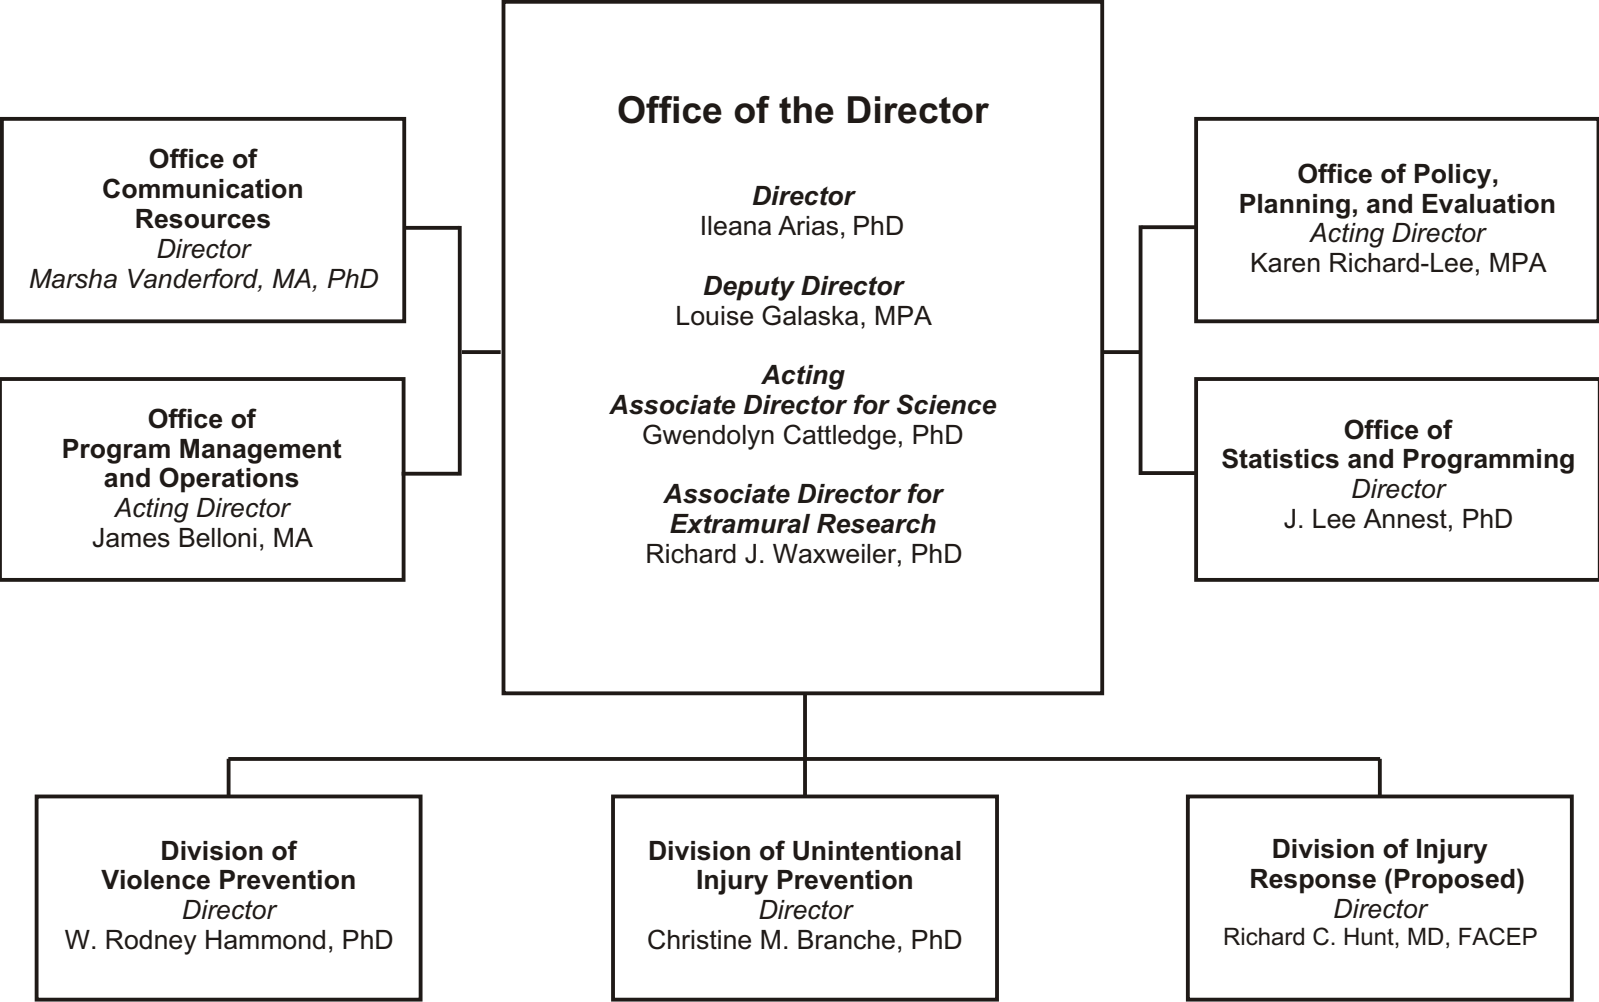 Office of the Director
Director
Ileana Arias, PhD
Deputy Director
Louise Galaska, MPA
Acting
Associate Director for Science
Gwendolyn Cattledge, PhD
Associate Director for
Extramural Research
Richard J. Waxweiler, PhD
Office of
Communication
Resources
Director
Marsha Vanderford, MA, PhD
Office of
Program Management
and Operations
Acting Director
James Belloni, MA
Office of Policy,
Planning, and Evaluation
Acting Director
Karen Richard-Lee, MPA
Office of
Statistics and Programming
Director
J. Lee Annest, PhD
Division of
Violence Prevention
Director
W. Rodney Hammond, PhD
Division of Unintentional
Injury Prevention
Director
Christine M. Branche, PhD
Division of Injury
Response (Proposed)
Director
Richard C. Hunt, MD, FACEP